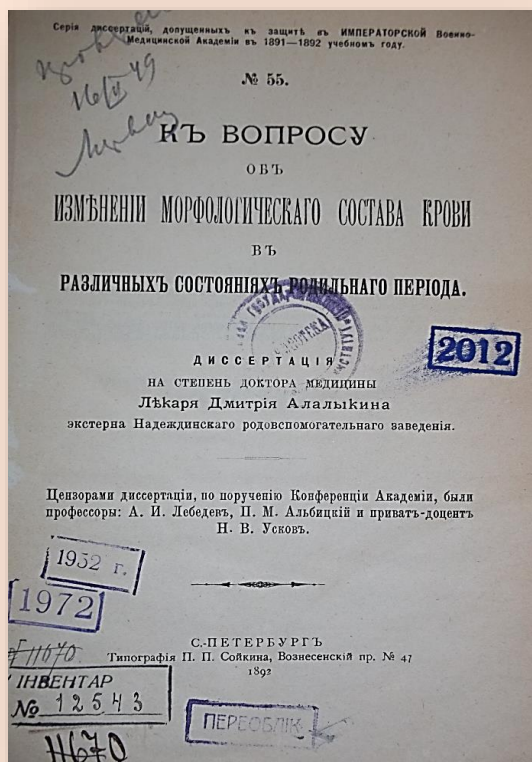 Серія диссертацій, допущенныхъ къ защитѣ въ ИМПЕРАТОРСКОЙ Военно-
Медицинской Академіи въ 1891—1892 учебномъ году.
№ 55.
КЪ ВОПРОСУ
ОБЪ
ИЗМѢНЕНІИ МОРФОЛОГИЧЕСКАГО СОСТАВА КРОВИ
ВЪ
РАЗЛИЧНЫХЪ СОСТОЯНІЯХЪ РОДИЛЬНАГО ПЕРІОДА.
2012
ДИССЕРТАЦІЯ
НА СТЕПЕНЬ ДОКТОРА МЕДИЦИНЫ
Лѣкаря Дмитрія Алалыкина
экстерна Надеждинскаго родовспомогательнаго заведенія.
Цензорами диссертаціи, по порученію Конференціи Академіи, были
профессоры: А. И. Лебедевъ, П. М. Альбицкій и приватъ-доцентъ
Н. В. Усковъ.
1952 г.
1972
С.-ПЕТЕРБУРГЪ
11670
Типографія П. П. Сойкина, Вознесенскій пр. № 47
1892
ІНВЕНТАР
№ 12543
ПЕРЕОБЛІК
11670